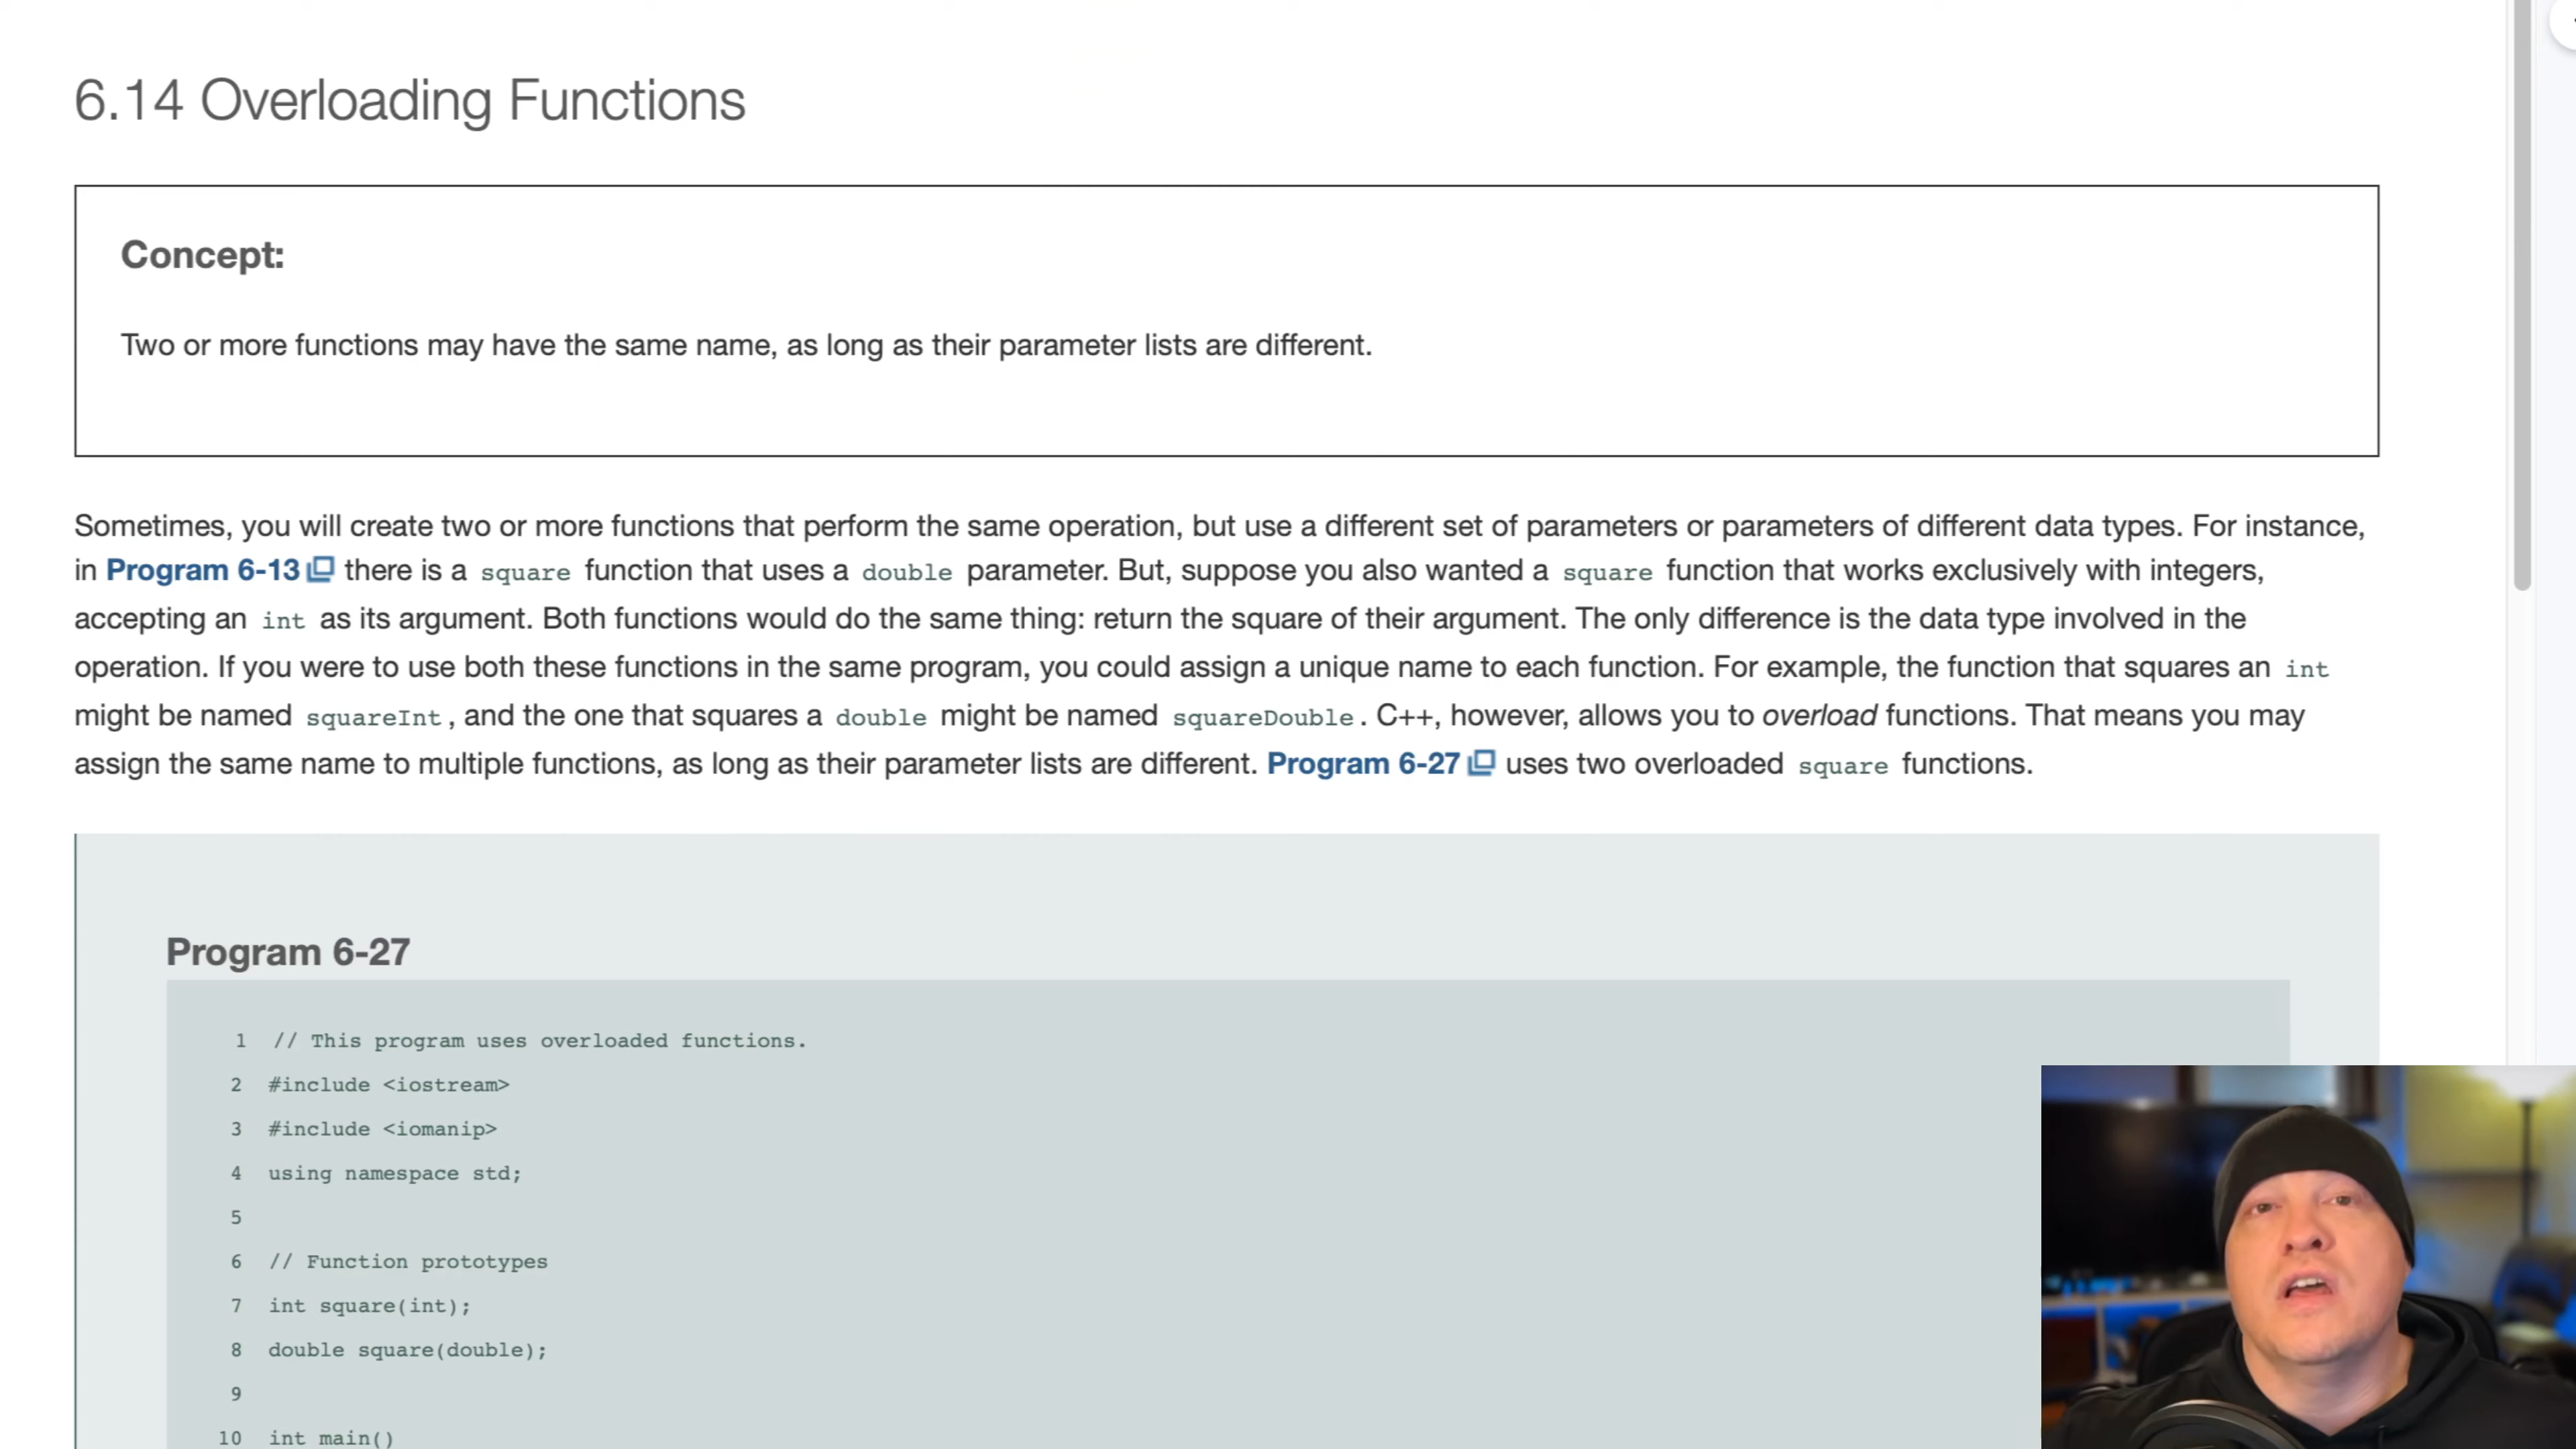 6.14 Overloading Functions
Concept:
Two or more functions may have the same name, as long as their parameter lists are different.
Sometimes, you will create two or more functions that perform the same operation, but use a different set of parameters or parameters of different data types. For instance,
in Program 6-13 there is a square function that uses a double parameter. But, suppose you also wanted a square function that works exclusively with integers,
accepting an int as its argument. Both functions would do the same thing: return the square of their argument. The only difference is the data type involved in the
operation. If you were to use both these functions in the same program, you could assign a unique name to each function. For example, the function that squares an int
might be named squareInt, and the one that squares a double might be named squareDouble. C++, however, allows you to overload functions. That means you may
assign the same name to multiple functions, as long as their parameter lists are different. Program 6-27 uses two overloaded square functions.
Program 6-27
1 // This program uses overloaded functions.
2 #include <iostream>
3 #include <iomanip>
4 using namespace std;
5
6 // Function prototypes
7 int square(int);
8 double square(double);
9
10 int main()